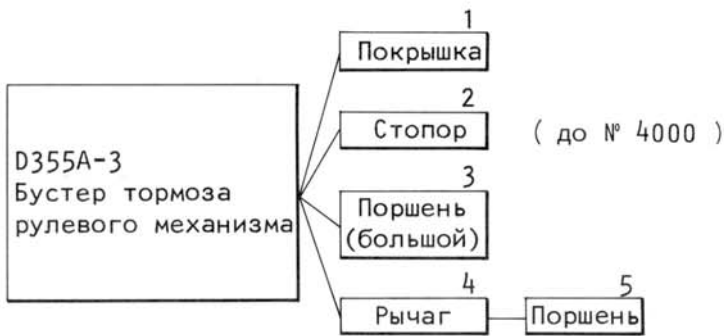 D355A-3
Бустер тормоза
рулевого механизма
1
Покрышка
2
Стопор ( до № 4000 )
3
Поршень
(большой)
4
Рычаг
5
Поршень